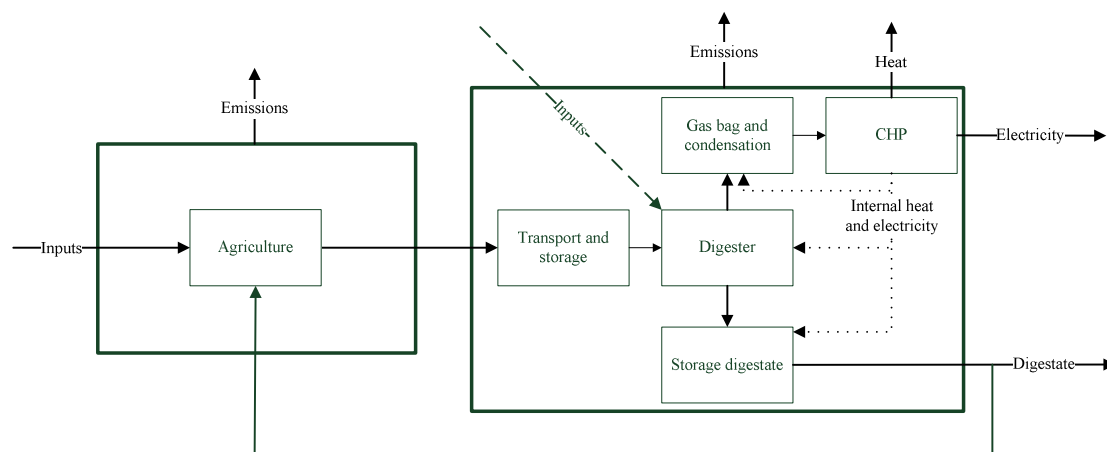 Emissions
Heat
Emissions
Inputs
Gas bag and
condensation
CHP
Electricity
Internal heat
and electricity
Inputs
Agriculture
Transport and
storage
Digester
Storage digestate
Digestate